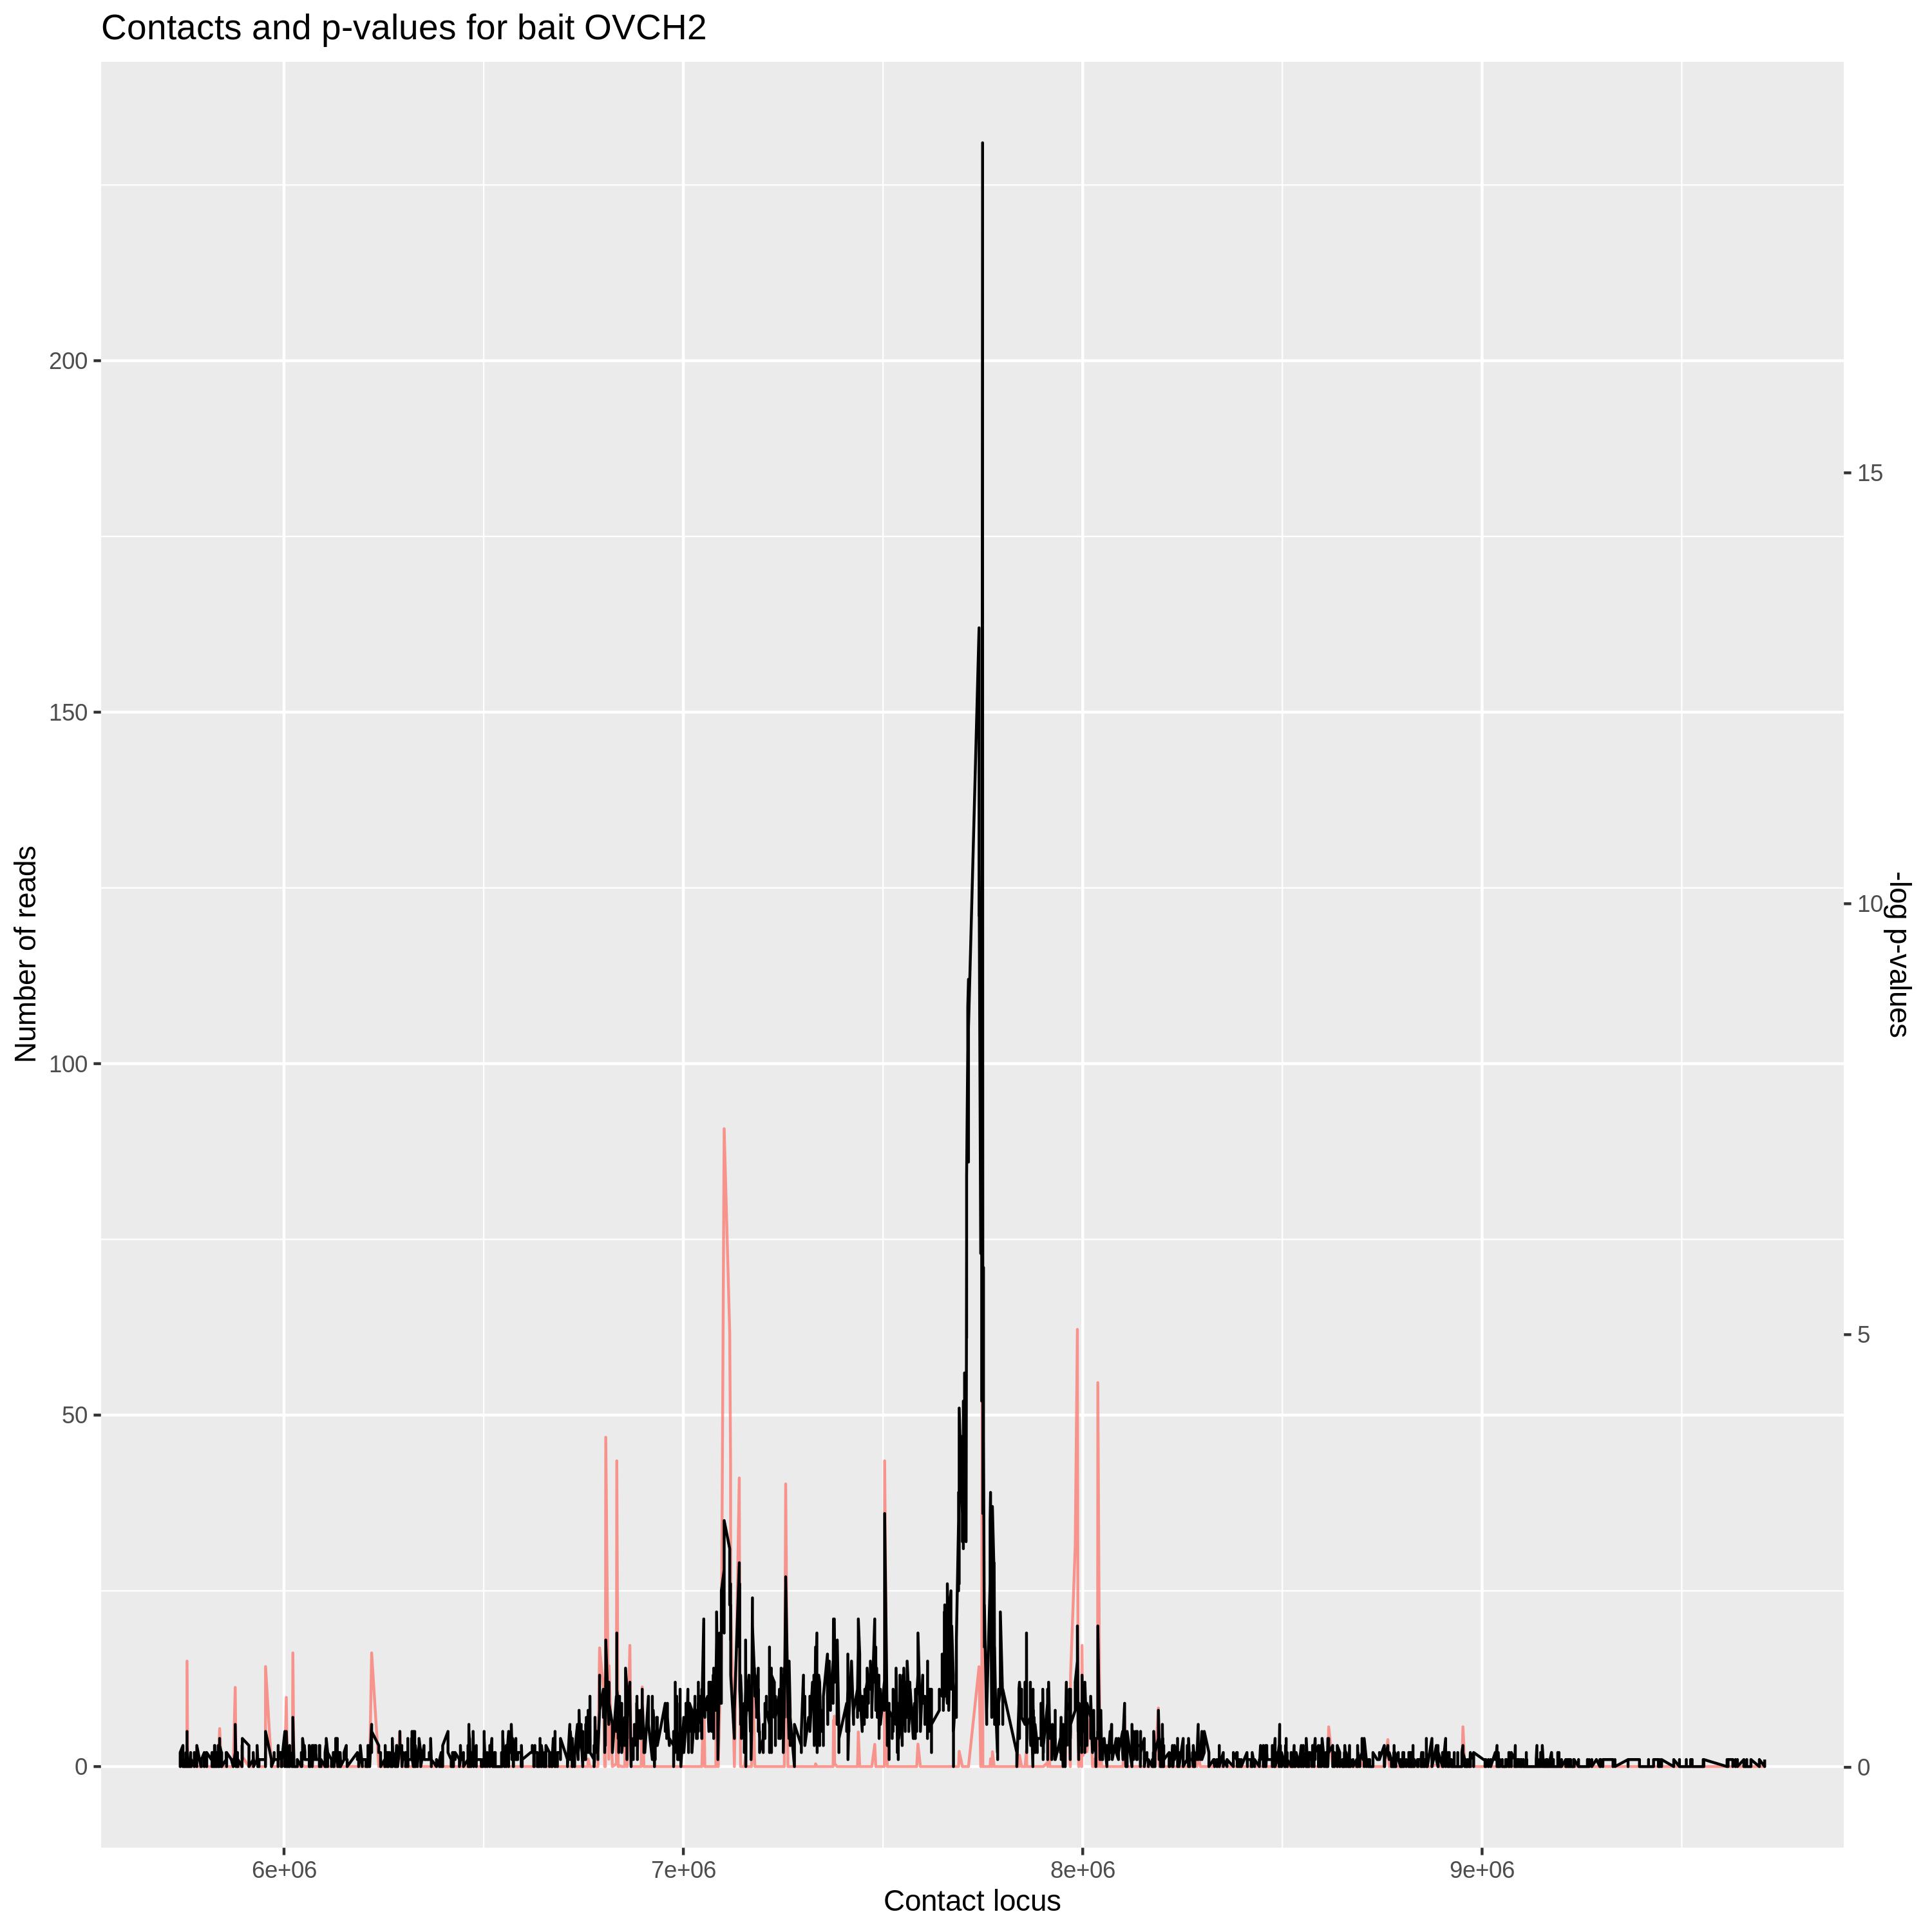 Contacts and p-values for bait OVCH2
Number of reads
200
150
100
50
0
15
10
5
0
-log p-values
6e+06
7e+06
8e+06
9e+06
Contact locus